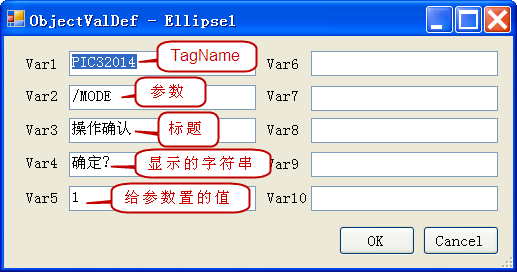 ObjectValDef - Ellipse1
Var1 PIC32014 TagName Var6
Var2 /MODE 参数 Var7
Var3 操作确认 标题 Var8
Var4 确定? 显示的字符串 Var9
Var5 1 给参数置的值 Var10
OK Cancel